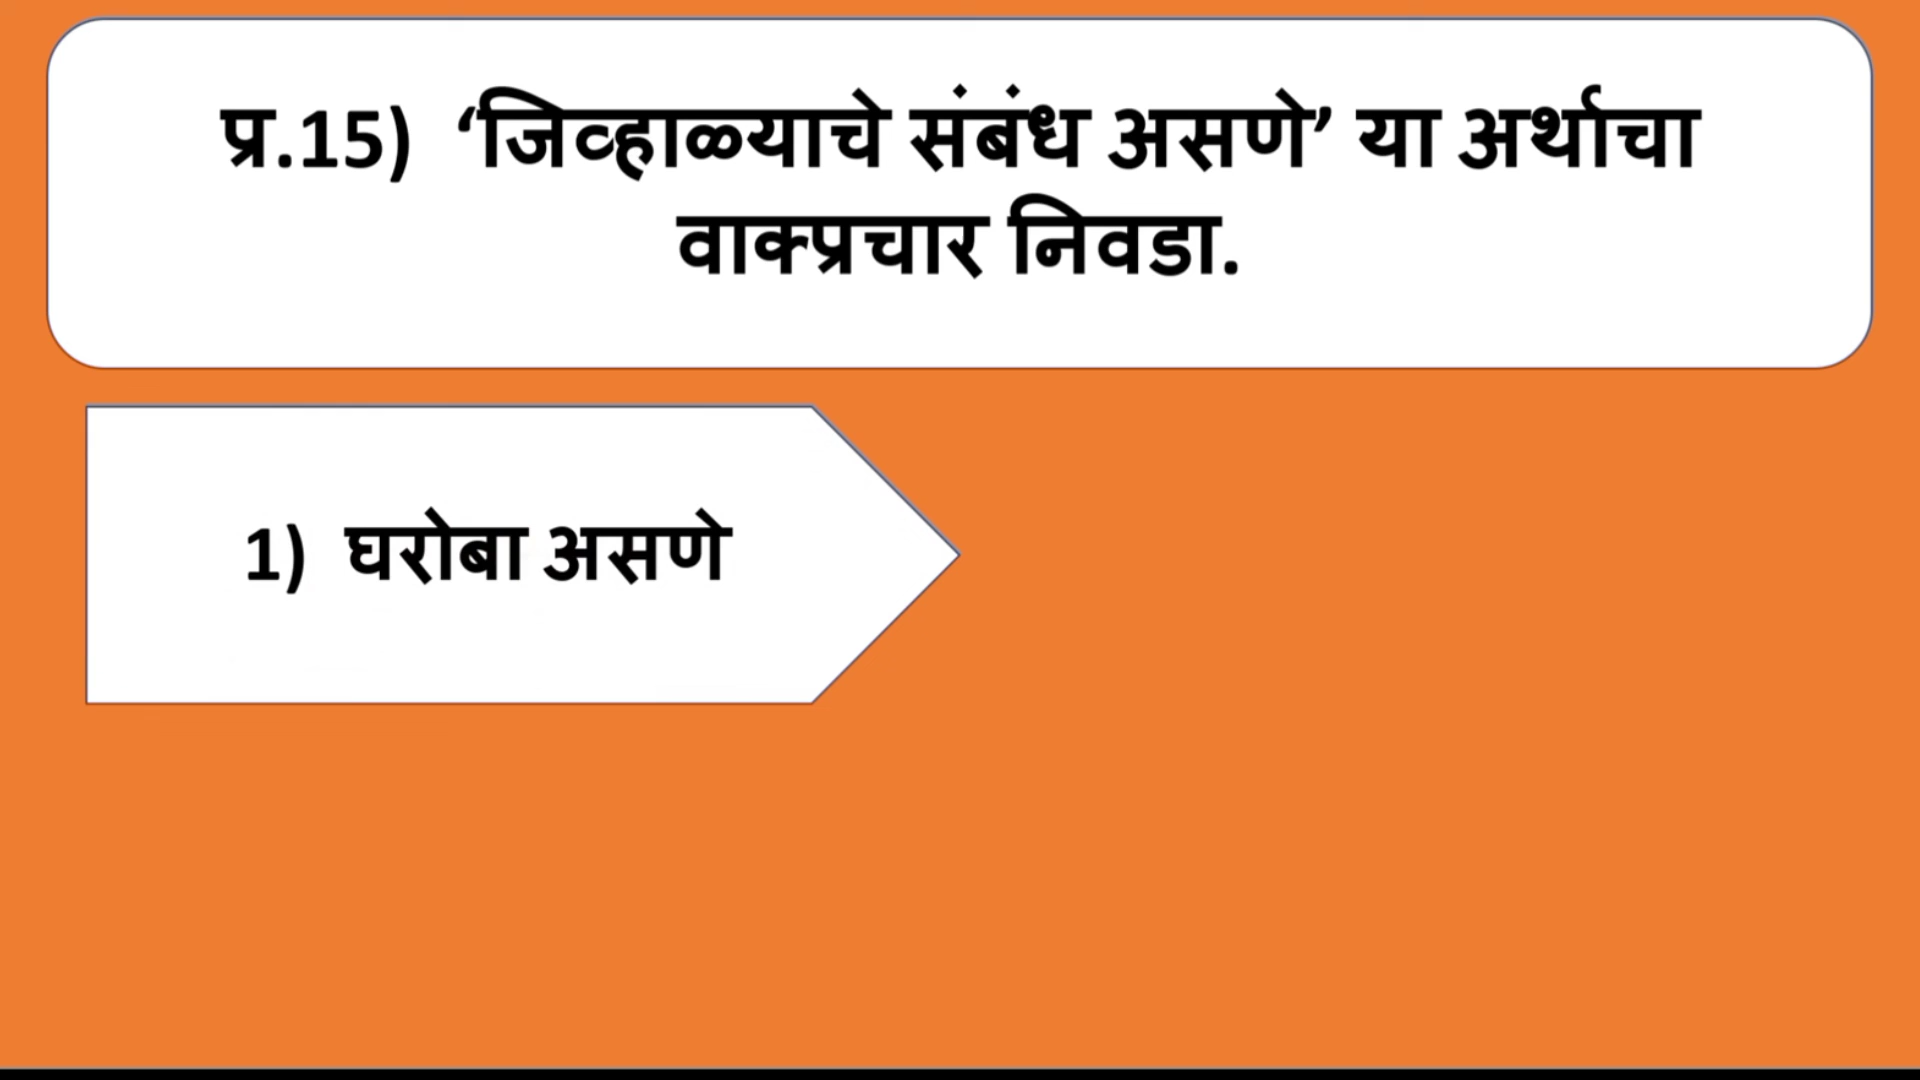 प्र.15) ‘जिव्हाळ्याचे संबंध असणे’ या अर्थाचा
वाक्प्रचार निवडा.
1) घरोबा असणे